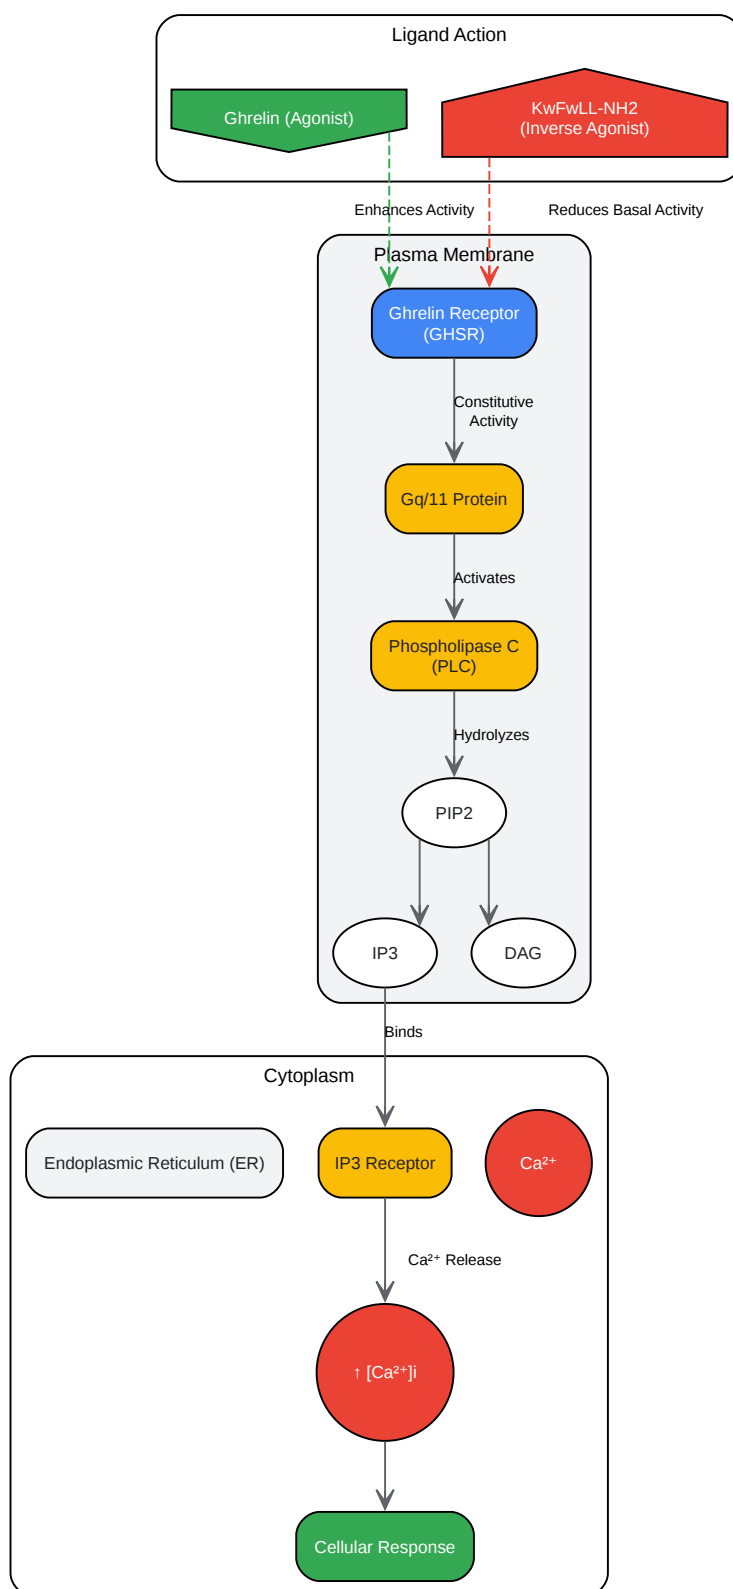 Ligand Action
Ghrelin (Agonist)
KwFwLL-NH2
(Inverse Agonist)
Enhances Activity
Reduces Basal Activity
Plasma Membrane
Ghrelin Receptor
(GHSR)
Constitutive
Activity
Gq/11 Protein
Activates
Phospholipase C
(PLC)
Hydrolyzes
PIP2
IP3
DAG
Binds
Cytoplasm
Endoplasmic Reticulum (ER)
IP3 Receptor
Ca²⁺
Ca²⁺ Release
↑ [Ca²⁺]i
Cellular Response